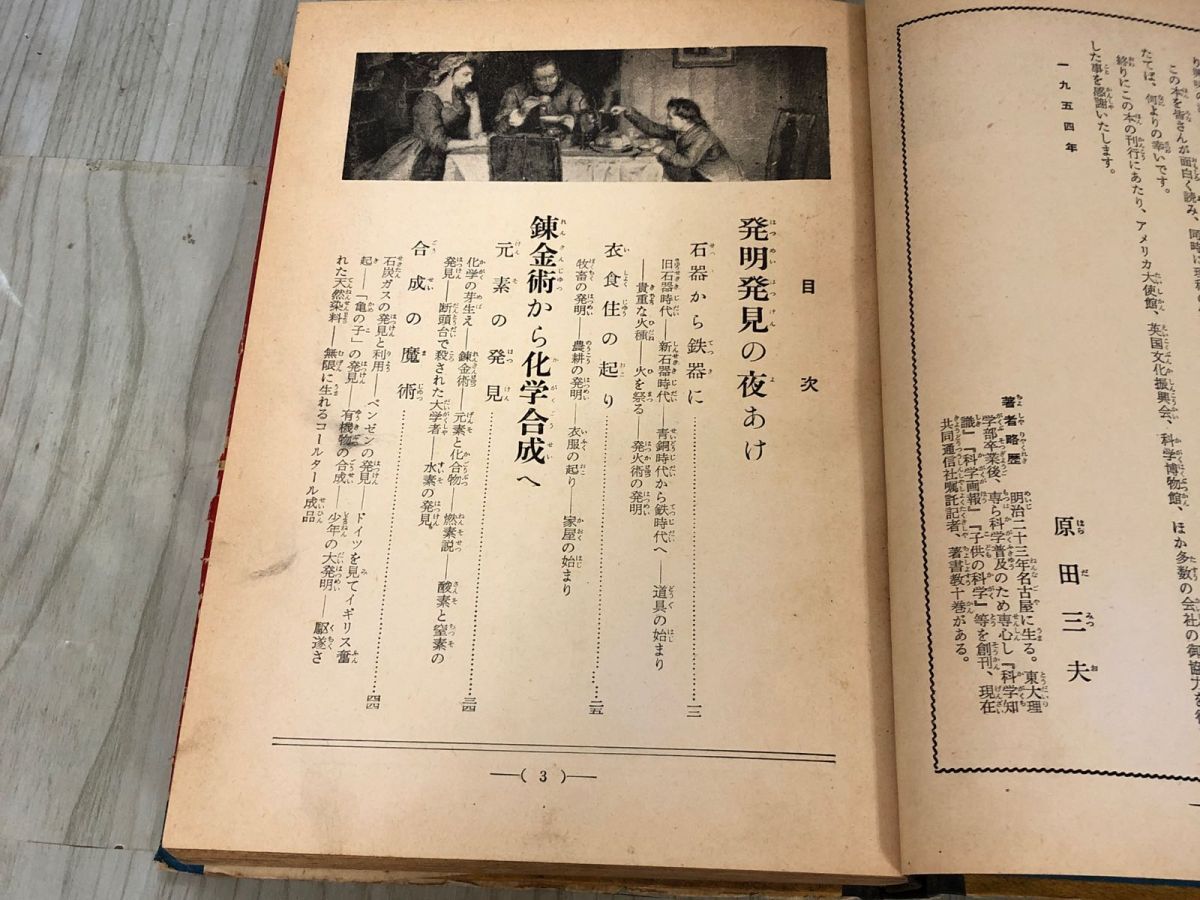 この本を皆さんが面白く読み、同時に理科
たてば、何よりの幸いです。
終りにこの本の刊行にあたり、アメリカ大使館、英国文化振興会、科学博物館、ほか多数の会社の御協力を得
した事を感謝いたします。
一九五四年
原田三夫
著者略歴 明治二十三年名古屋に生る。東大理
学部卒業後、専ら科学普及のため専心し『科学知
識』『科学画報』『子供の科学』等を創刊、現在
共同通信社嘱託記者、著書数十巻がある。
目次
発明発見の夜あけ
石器から鉄器に……………三
旧石器時代――新石器時代――青銅時代から鉄時代へ――道具の始まり
――貴重な火種――火を祭る――発火術の発明
衣食住の起り……………二五
牧畜の発明――農耕の発明――衣服の起り――家屋の始まり
錬金術から化学合成へ
元素の発見……………三四
化学の芽生え――錬金術――元素と化合物――燃素説――酸素と窒素の
発見――断頭台で殺された大学者――水素の発見
合成の魔術……………四四
石炭ガスの発見と利用――ベンゼンの発見――ドイツを見てイギリス奮
起――「亀の子」の発見――有機物の合成――少年の大発明――駆逐さ
れた天然染料――無限に生れるコールタール成品
―( 3 )―